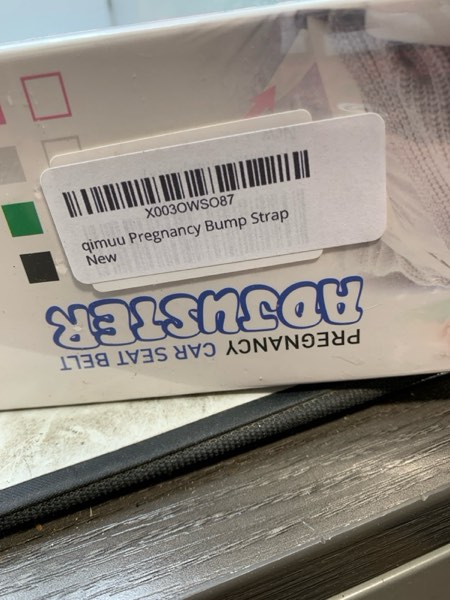 X003OWSO87
qimuu Pregnancy Bump Strap
New
PREGNANCY CAR SEAT BELT
ADJUSTER